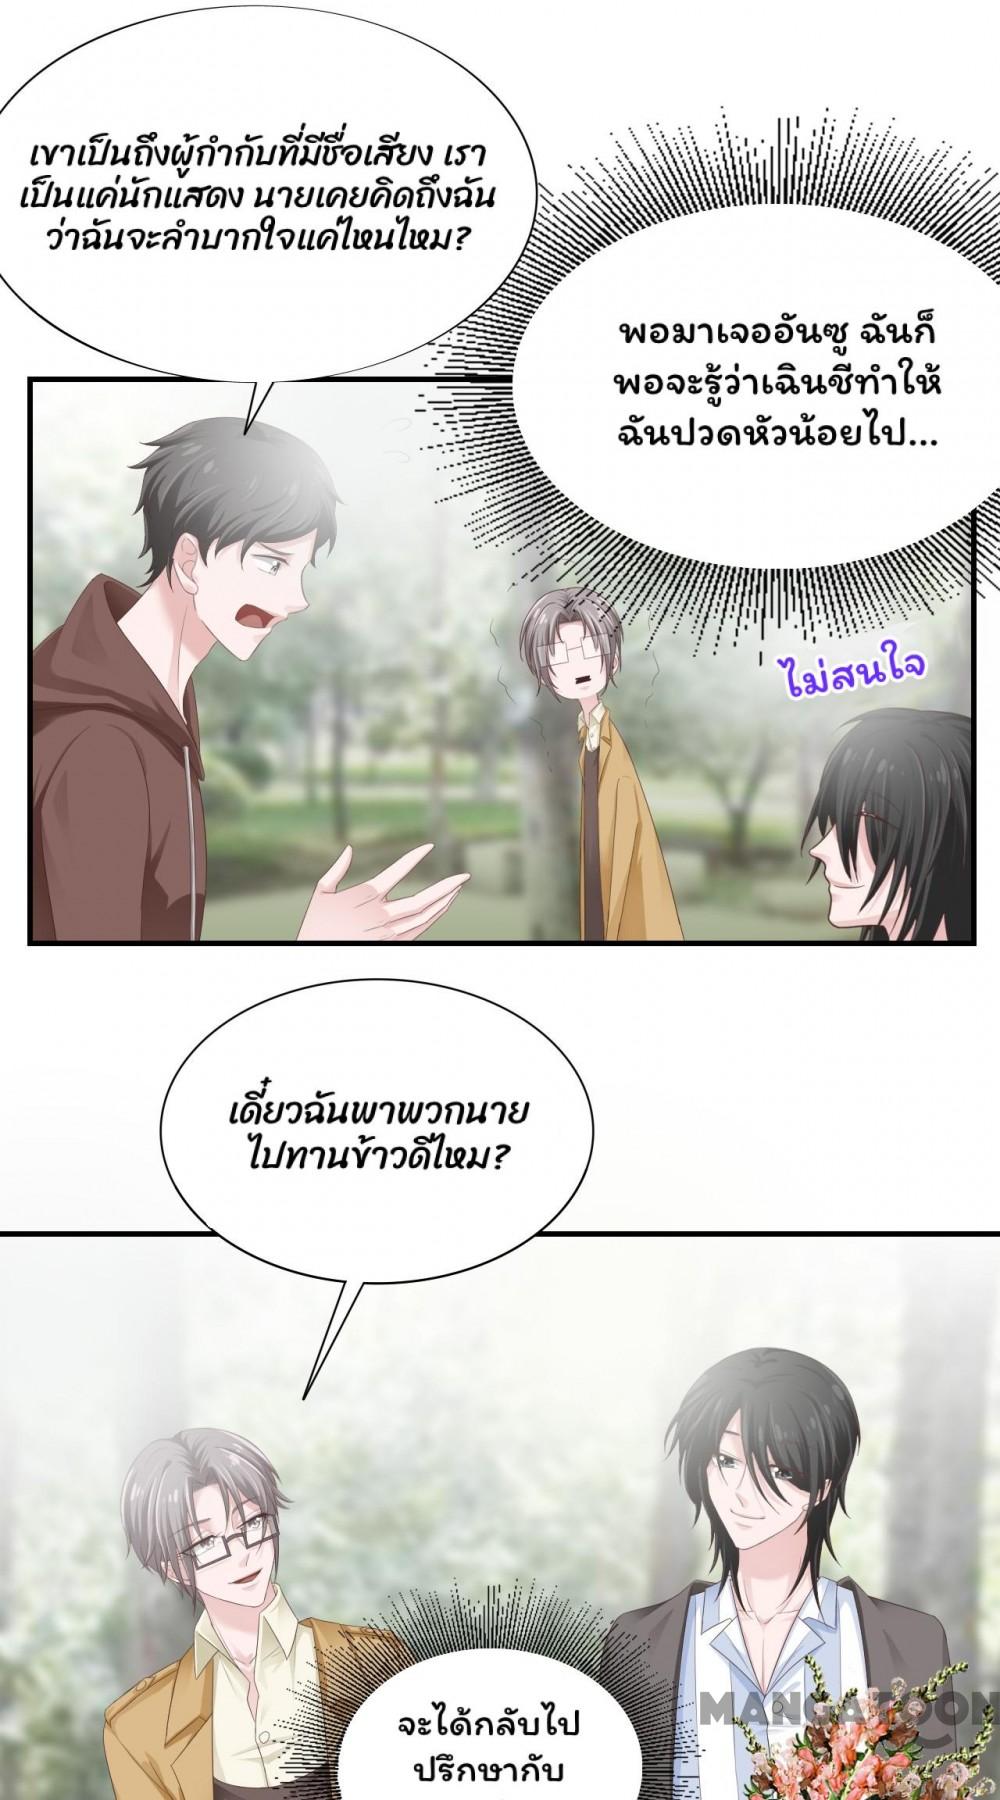 เขาเป็นถึงผู้กำกับที่มีชื่อเสียง เรา
เป็นแค่นักแสดง นายเคยคิดถึงฉัน
ว่าฉันจะลำบากใจแค่ไหนไหม?
พอมาเจออันซู ฉันก็
พอจะรู้ว่าเฉินชีทำให้
ฉันปวดหัวน้อยไป...
ไม่สนใจ
เดี๋ยวฉันพาพวกนาย
ไปทานข้าวดีไหม?
จะได้กลับไป
ปรึกษากับ
MANGATOON